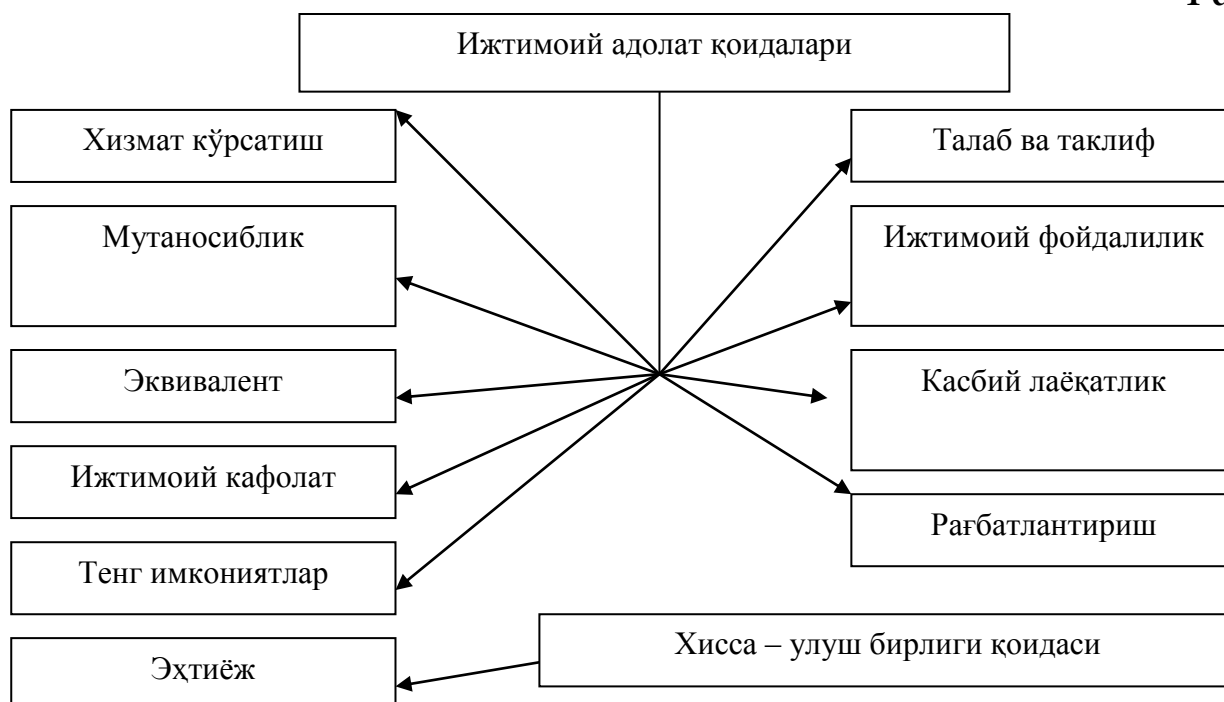 Ижтимоий адолат қоидалари
Хизмат кўрсатиш
Мутаносиблик
Эквивалент
Ижтимоий кафолат
Тенг имкониятлар
Эҳтиёж
Талаб ва таклиф
Ижтимоий фойдалилик
Касбий лаёқатлик
Рағбатлантириш
Хисса – улуш бирлиги қоидаси